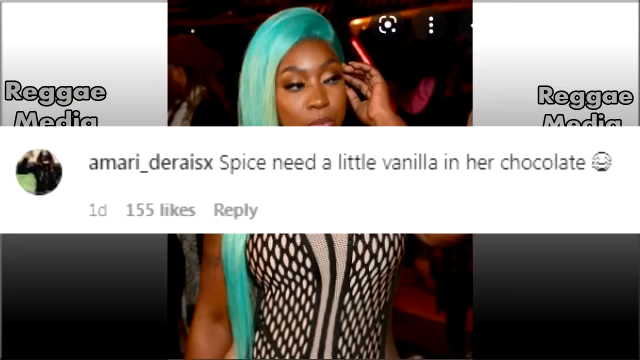 Reggae
Media
Reggae
Media
amari_deraisx Spice need a little vanilla in her chocolate 😂
1d 155 likes Reply